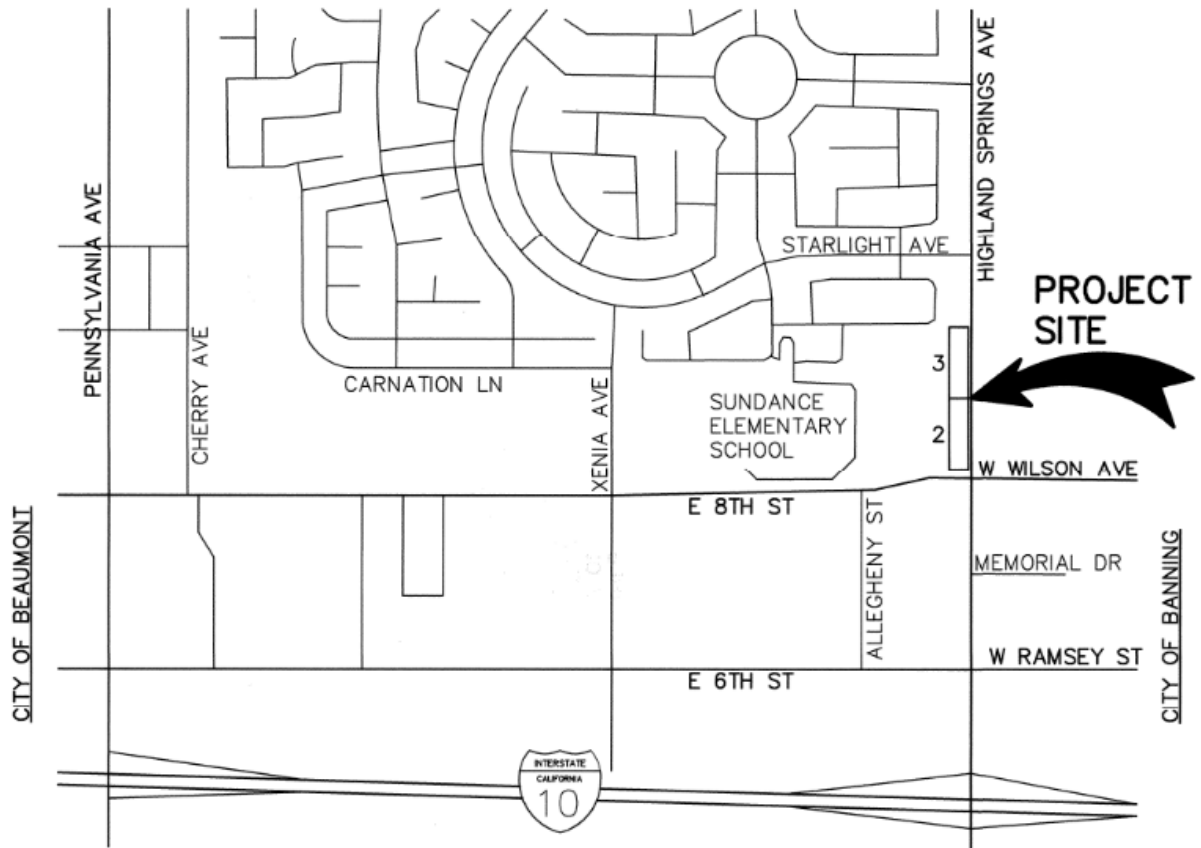 HIGHLAND SPRINGS AVE
PENNSYLVANIA AVE
STARLIGHT AVE
PROJECT
SITE
CHERRY AVE
3
CARNATION LN
XENIA AVE
SUNDANCE
ELEMENTARY
SCHOOL
2
W WILSON AVE
E 8TH ST
ALLEGHENY ST
CITY OF BEAUMONT
MEMORIAL DR
CITY OF BANNING
W RAMSEY ST
E 6TH ST
INTERSTATE
CALIFORNIA
10